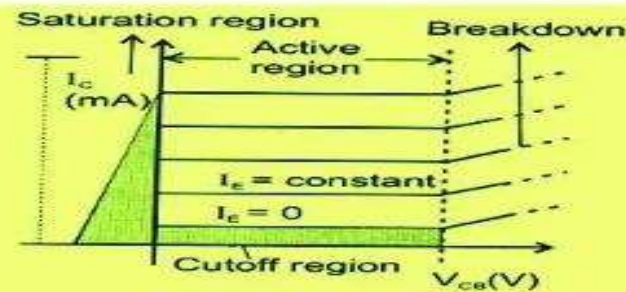 Saturation region
Breakdown
Active
region
I_C
(mA)
I_E = constant
I_E = 0
Cutoff region
V_CB(V)